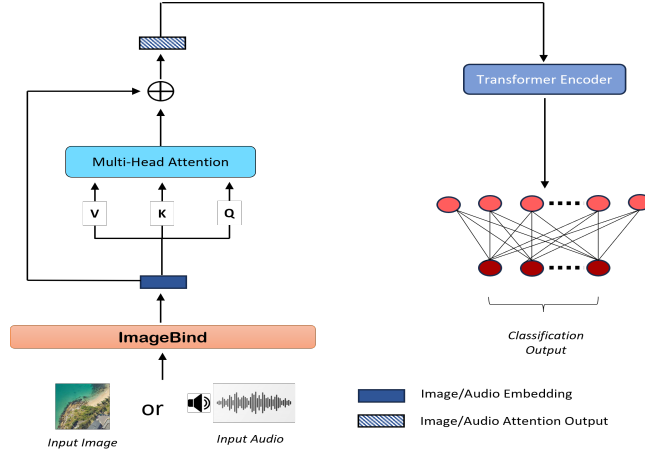 Transformer Encoder
Multi-Head Attention
V
K
Q
ImageBind
Classification
Output
or
Input Image
Input Audio
Image/Audio Embedding
Image/Audio Attention Output